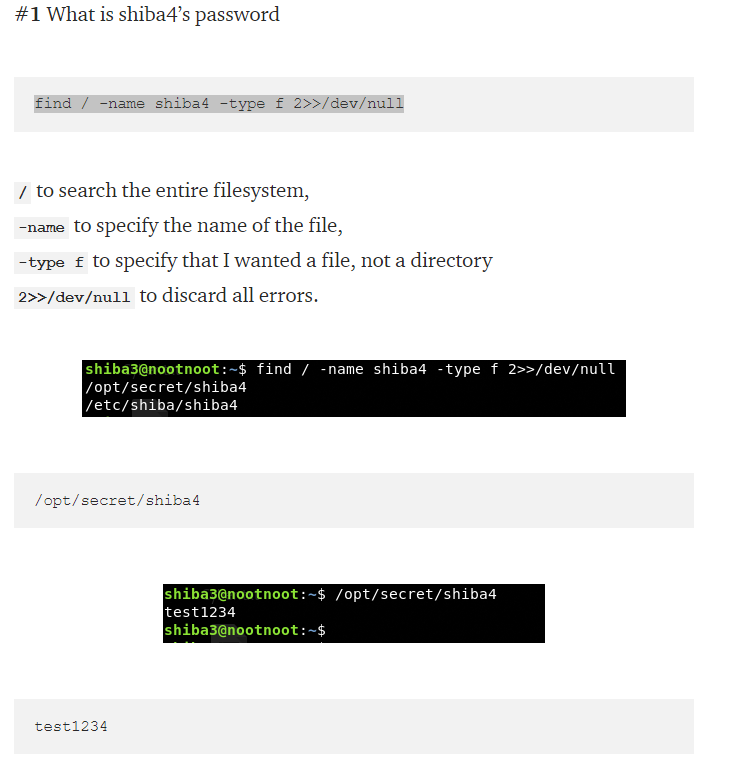 #1 What is shiba4’s password
find / -name shiba4 -type f 2>>/dev/null
/ to search the entire filesystem,
-name to specify the name of the file,
-type f to specify that I wanted a file, not a directory
2>>/dev/null to discard all errors.
shiba3@nootnoot:~$ find / -name shiba4 -type f 2>>/dev/null
/opt/secret/shiba4
/etc/shiba/shiba4
/opt/secret/shiba4
shiba3@nootnoot:~$ /opt/secret/shiba4
test1234
shiba3@nootnoot:~$
test1234